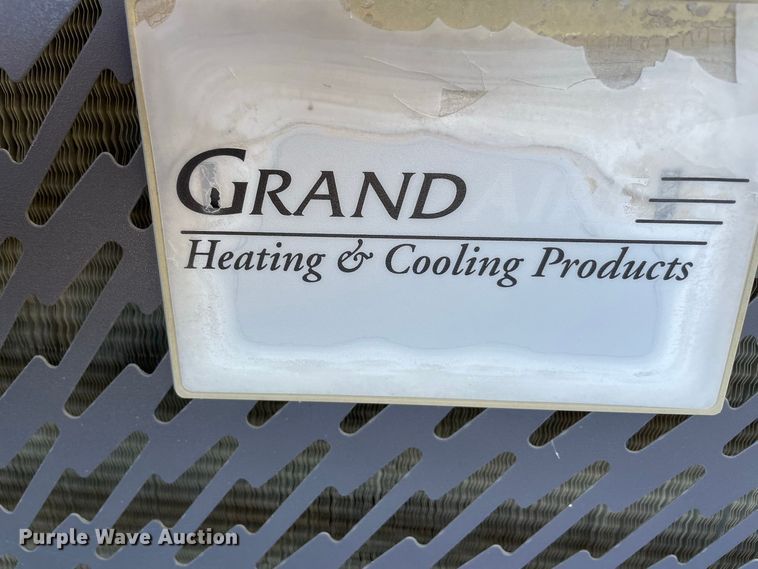 GRAND
Heating & Cooling Products
Purple Wave Auction